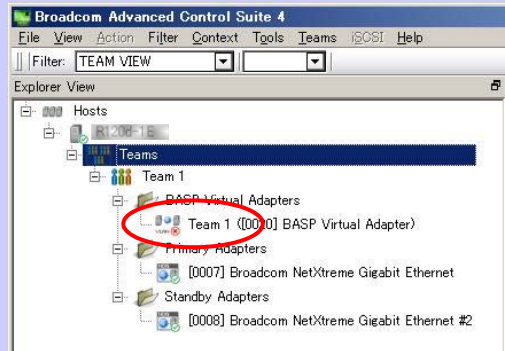 Broadcom Advanced Control Suite 4
File View Action Filter Context Tools Teams iSCSI Help
Filter: TEAM VIEW
Explorer View
Hosts
Teams
Team 1
BASP Virtual Adapters
Team 1 ([0020] BASP Virtual Adapter)
Primary Adapters
[0007] Broadcom NetXtreme Gigabit Ethernet
Standby Adapters
[0008] Broadcom NetXtreme Gigabit Ethernet #2